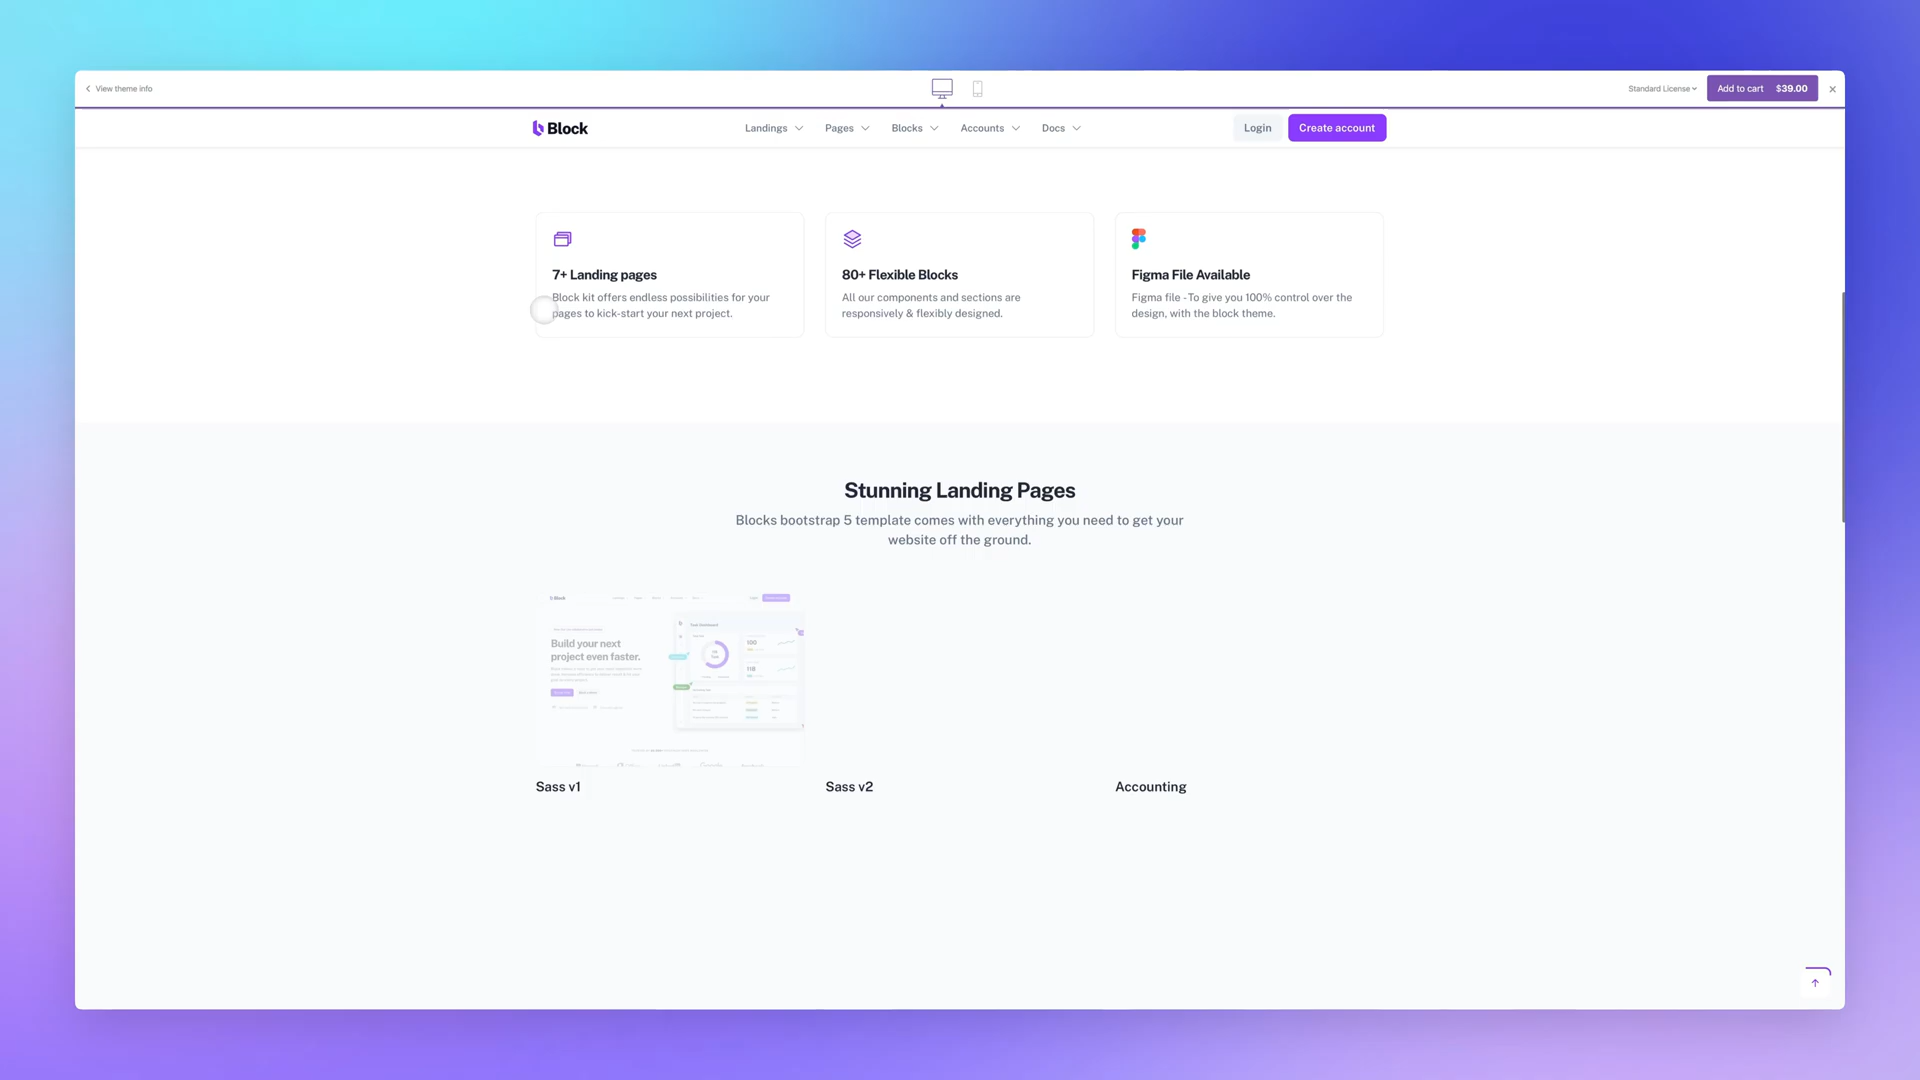 View theme info
Standard License
Add to cart $39.00
Block
Landings
Pages
Blocks
Accounts
Docs
Login
Create account
7+ Landing pages
Block kit offers endless possibilities for your
pages to kick-start your next project.
80+ Flexible Blocks
All our components and sections are
responsively & flexibly designed.
Figma File Available
Figma file -To give you 100% control over the
design, with the block theme.
Stunning Landing Pages
Blocks bootstrap 5 template comes with everything you need to get your
website off the ground.
Block
Build your next
project even faster.
100
118
Sass v1
Sass v2
Accounting